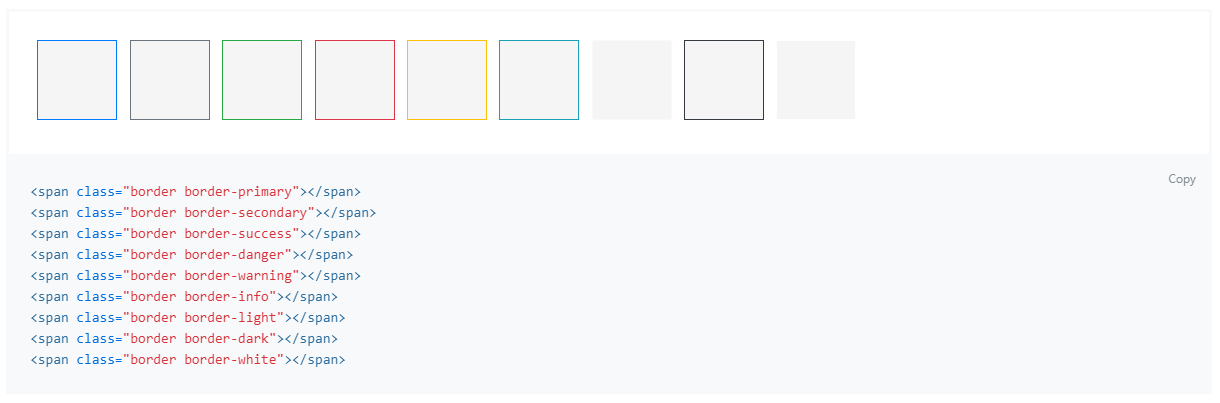 Copy
<span class="border border-primary"></span>
<span class="border border-secondary"></span>
<span class="border border-success"></span>
<span class="border border-danger"></span>
<span class="border border-warning"></span>
<span class="border border-info"></span>
<span class="border border-light"></span>
<span class="border border-dark"></span>
<span class="border border-white"></span>